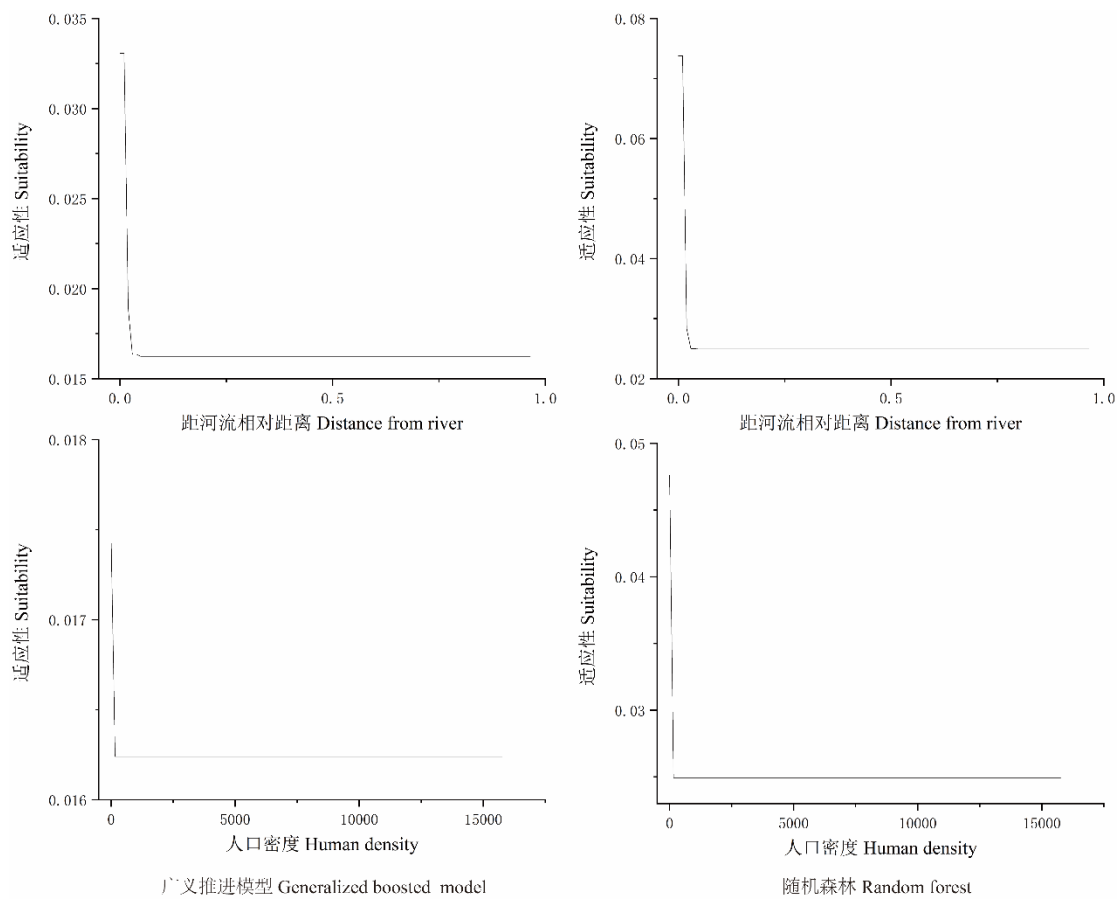 0.035
0.030
0.025
0.020
0.015
适应性 Suitability
0.0
0.5
1.0
距河流相对距离 Distance from river
0.08
0.06
0.04
0.02
适应性 Suitability
0.0
0.5
1.0
距河流相对距离 Distance from river
0.018
0.017
0.016
适应性 Suitability
0
5000
10000
15000
人口密度 Human density
广义推进模型 Generalized boosted model
0.05
0.04
0.03
适应性 Suitability
0
5000
10000
15000
人口密度 Human density
随机森林 Random forest